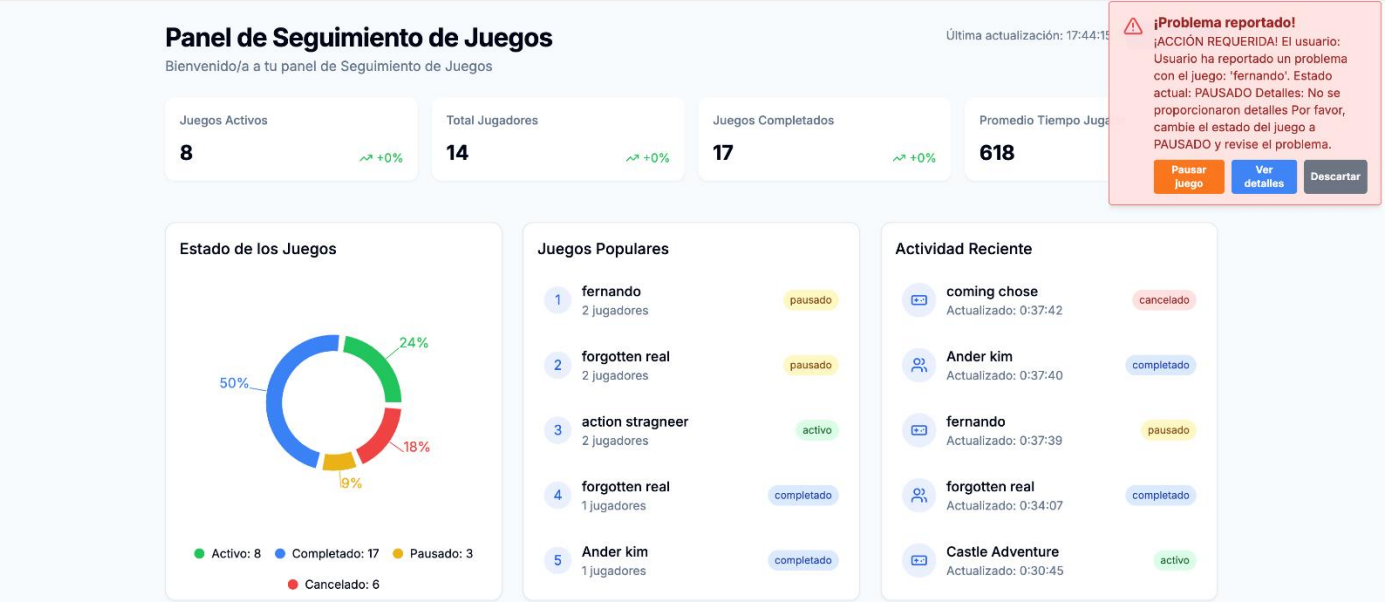 Panel de Seguimiento de Juegos
Bienvenido/a a tu panel de Seguimiento de Juegos
Última actualización: 17:44:15
¡Problema reportado!
¡ACCIÓN REQUERIDA! El usuario:
Usuario ha reportado un problema
con el juego: 'fernando'. Estado
actual: PAUSADO Detalles: No se
proporcionaron detalles Por favor,
cambie el estado del juego a
PAUSADO y revise el problema.
Pausar
juego
Ver
detalles
Descartar
Juegos Activos
8
+0%
Total Jugadores
14
+0%
Juegos Completados
17
+0%
Promedio Tiempo
618
Estado de los Juegos
24%
50%
18%
9%
Activo: 8
Completado: 17
Pausado: 3
Cancelado: 6
Juegos Populares
1
fernando
2 jugadores
pausado
2
forgotten real
2 jugadores
pausado
3
action stragneer
2 jugadores
activo
4
forgotten real
1 jugadores
completado
5
Ander kim
1 jugadores
completado
Actividad Reciente
coming chose
Actualizado: 0:37:42
cancelado
Ander kim
Actualizado: 0:37:40
completado
fernando
Actualizado: 0:37:39
pausado
forgotten real
Actualizado: 0:34:07
completado
Castle Adventure
Actualizado: 0:30:45
activo